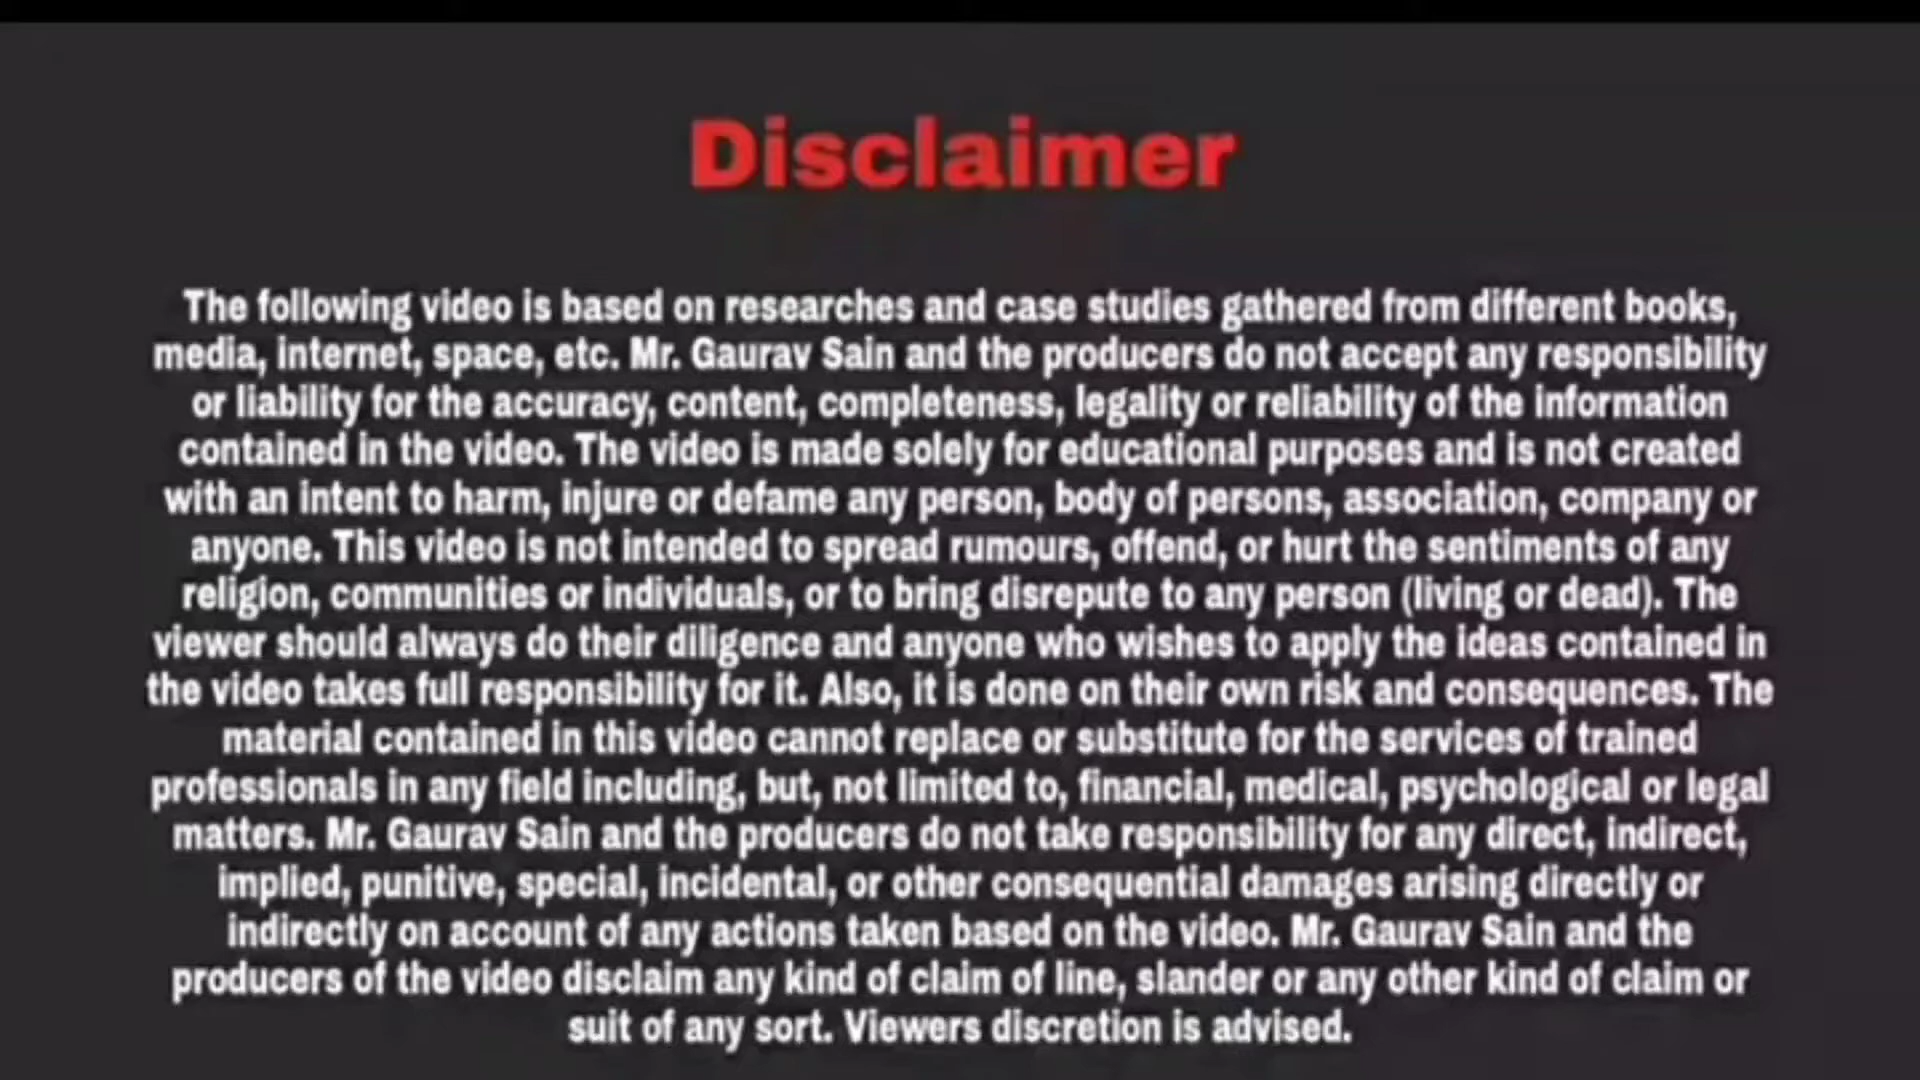 Disclaimer
The following video is based on researches and case studies gathered from different books,
media, internet, space, etc. Mr. Gaurav Sain and the producers do not accept any responsibility
or liability for the accuracy, content, completeness, legality or reliability of the information
contained in the video. The video is made solely for educational purposes and is not created
with an intent to harm, injure or defame any person, body of persons, association, company or
anyone. This video is not intended to spread rumours, offend, or hurt the sentiments of any
religion, communities or individuals, or to bring disrepute to any person (living or dead). The
viewer should always do their diligence and anyone who wishes to apply the ideas contained in
the video takes full responsibility for it. Also, it is done on their own risk and consequences. The
material contained in this video cannot replace or substitute for the services of trained
professionals in any field including, but, not limited to, financial, medical, psychological or legal
matters. Mr. Gaurav Sain and the producers do not take responsibility for any direct, indirect,
implied, punitive, special, incidental, or other consequential damages arising directly or
indirectly on account of any actions taken based on the video. Mr. Gaurav Sain and the
producers of the video disclaim any kind of claim of line, slander or any other kind of claim or
suit of any sort. Viewers discretion is advised.